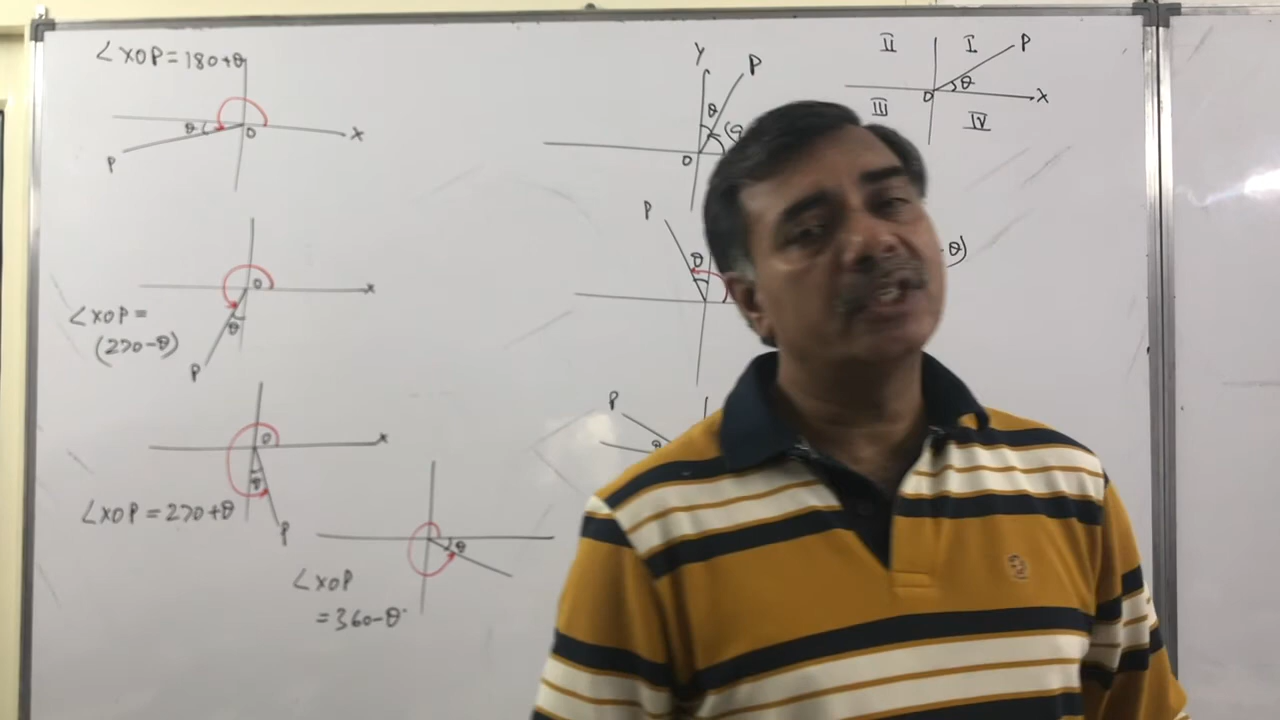 ∠XOP = 180+θ
θ
O
X
P
O
X
θ
P
∠XOP =
(270-θ)
O
X
θ
P
∠XOP = 270+θ
θ
∠XOP
= 360-θ
Y
P
θ
O
P
θ
θ)
P
θ
II
I
P
θ
O
X
III
IV